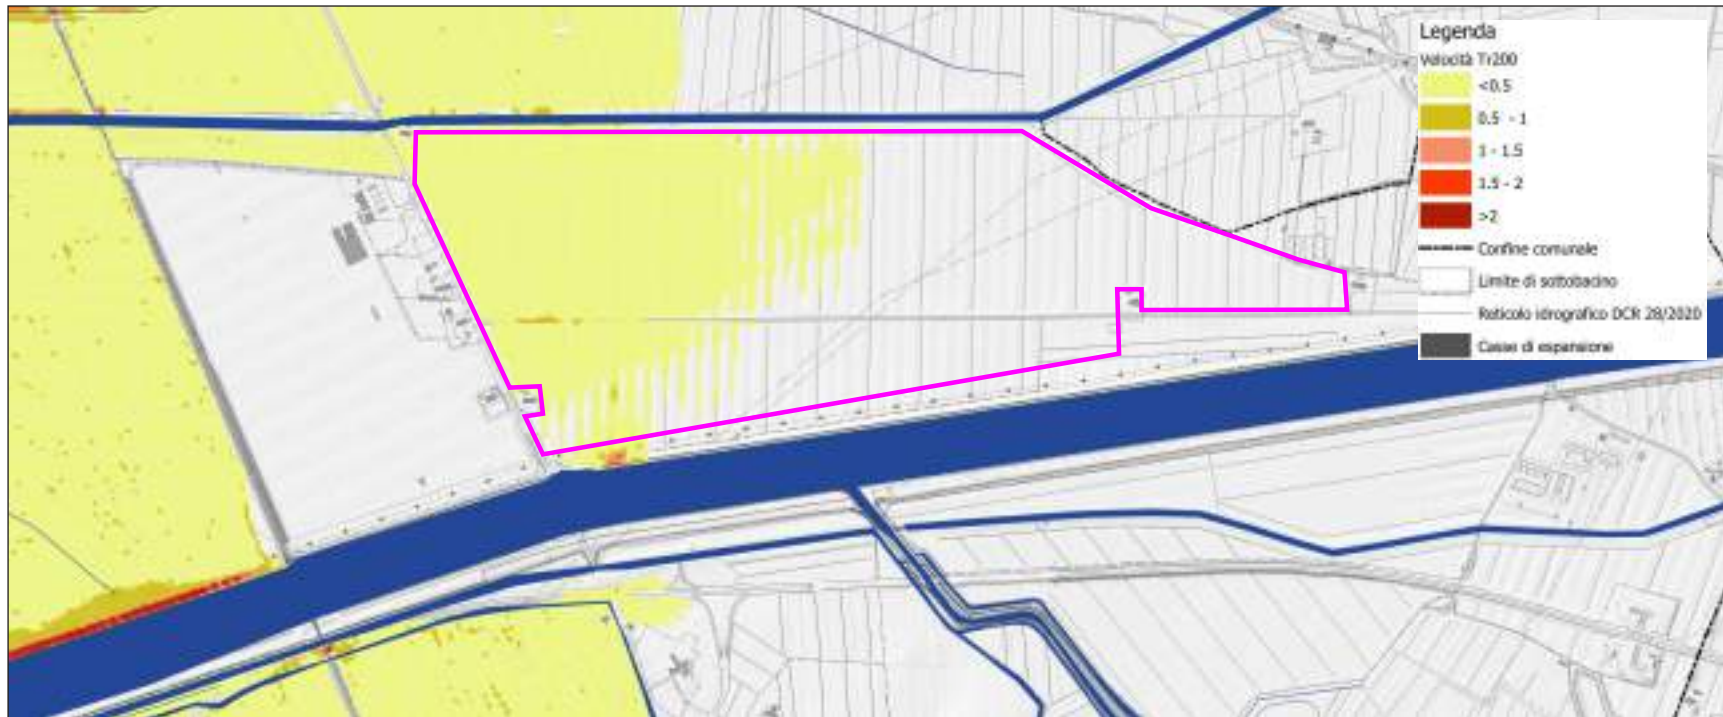 Legenda
Velocità Tr200
<0.5
0.5 - 1
1 - 1.5
1.5 - 2
>2
Confine comunale
Limite di sottobacino
Reticolo idrografico DCR 28/2020
Casse di espansione